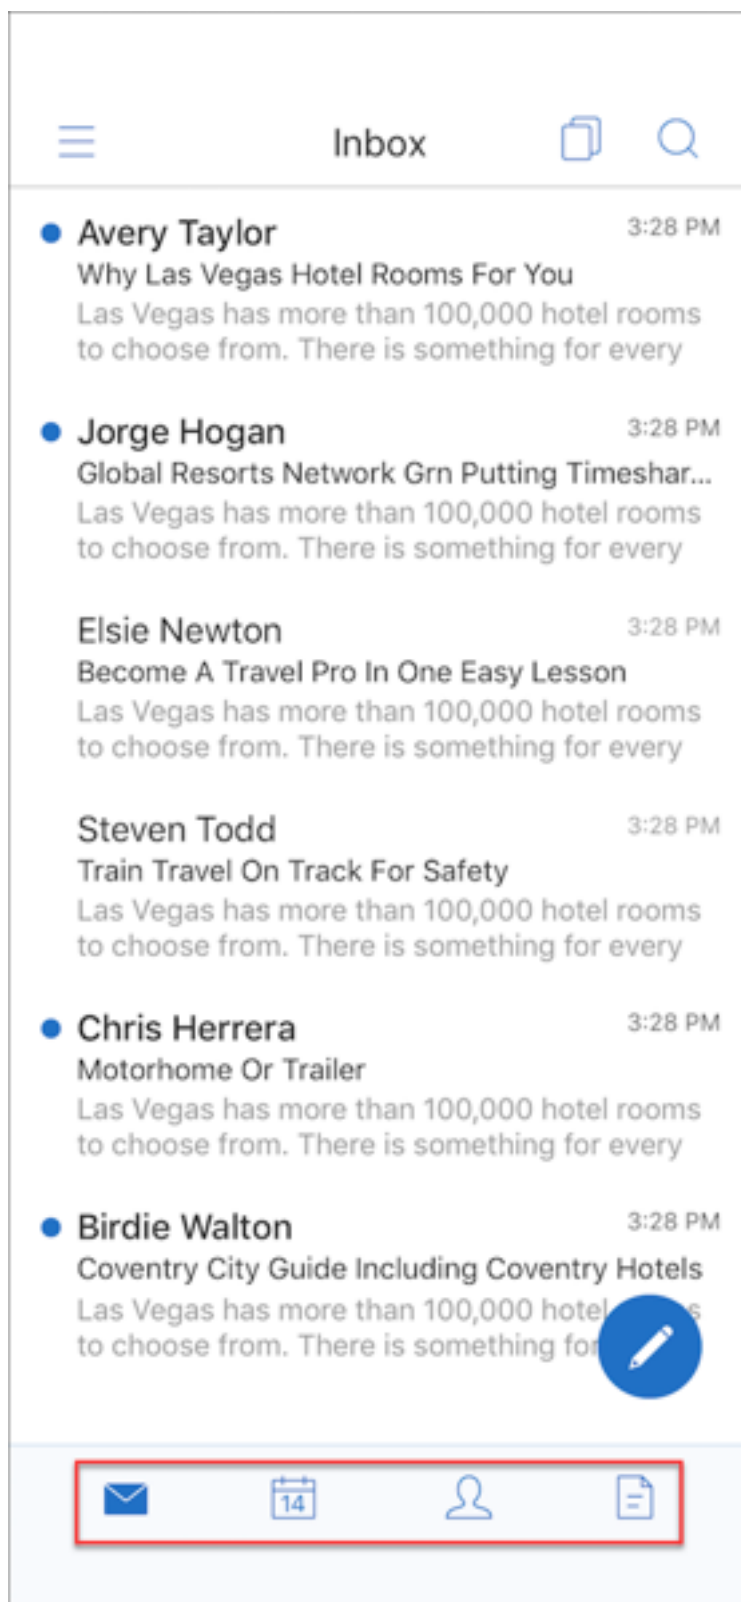 Inbox
Avery Taylor 3:28 PM
Why Las Vegas Hotel Rooms For You
Las Vegas has more than 100,000 hotel rooms
to choose from. There is something for every
Jorge Hogan 3:28 PM
Global Resorts Network Grn Putting Timeshar...
Las Vegas has more than 100,000 hotel rooms
to choose from. There is something for every
Elsie Newton 3:28 PM
Become A Travel Pro In One Easy Lesson
Las Vegas has more than 100,000 hotel rooms
to choose from. There is something for every
Steven Todd 3:28 PM
Train Travel On Track For Safety
Las Vegas has more than 100,000 hotel rooms
to choose from. There is something for every
Chris Herrera 3:28 PM
Motorhome Or Trailer
Las Vegas has more than 100,000 hotel rooms
to choose from. There is something for every
Birdie Walton 3:28 PM
Coventry City Guide Including Coventry Hotels
Las Vegas has more than 100,000 hotel
to choose from. There is something for
14